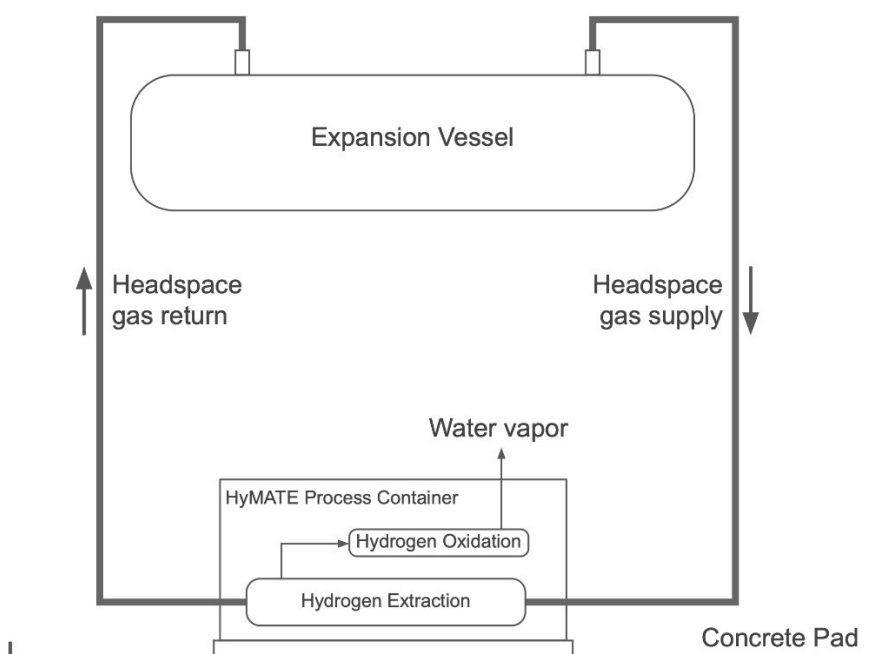 Expansion Vessel
Headspace
gas return
Headspace
gas supply
Water vapor
HyMATE Process Container
Hydrogen Oxidation
Hydrogen Extraction
Concrete Pad